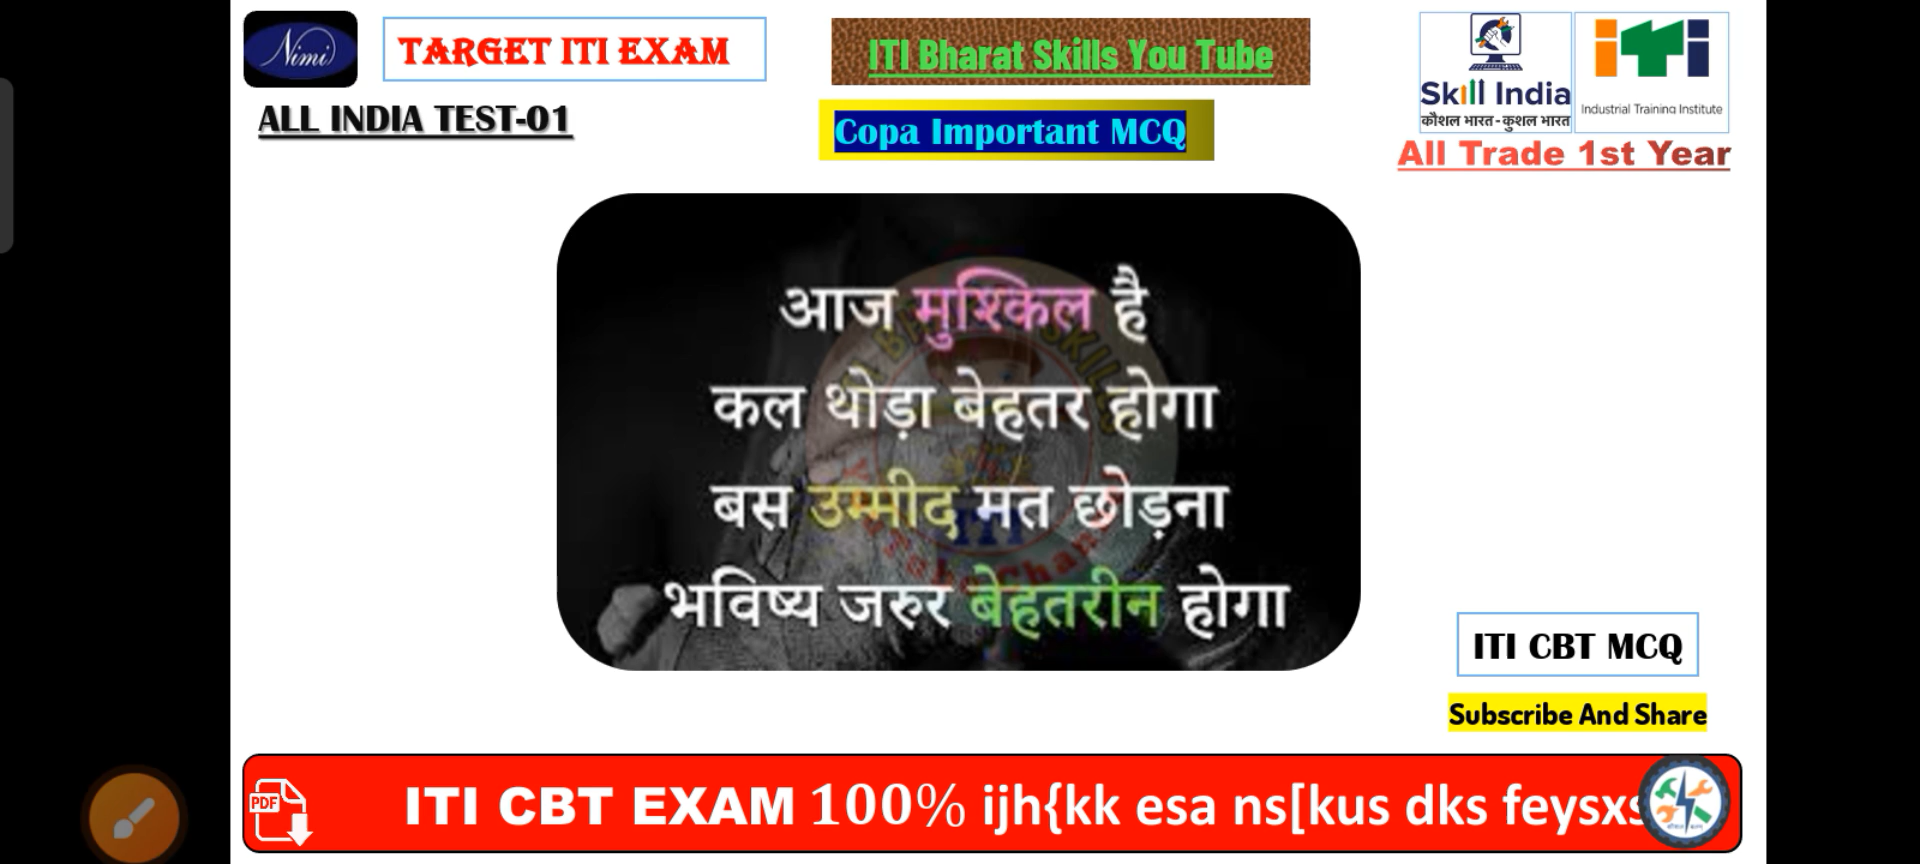 Nimi
TARGET ITI EXAM
ITI Bharat Skills You Tube
Skill India
कौशल भारत-कुशल भारत
iTi
Industrial Training Institute
ALL INDIA TEST-01
Copa Important MCQ
All Trade 1st Year
आज मुश्किल है
कल थोड़ा बेहतर होगा
बस उम्मीद मत छोड़ना
भविष्य जरुर बेहतरीन होगा
ITI CBT MCQ
Subscribe And Share
PDF
ITI CBT EXAM 100% ijh{kk esa ns[kus dks feysxs